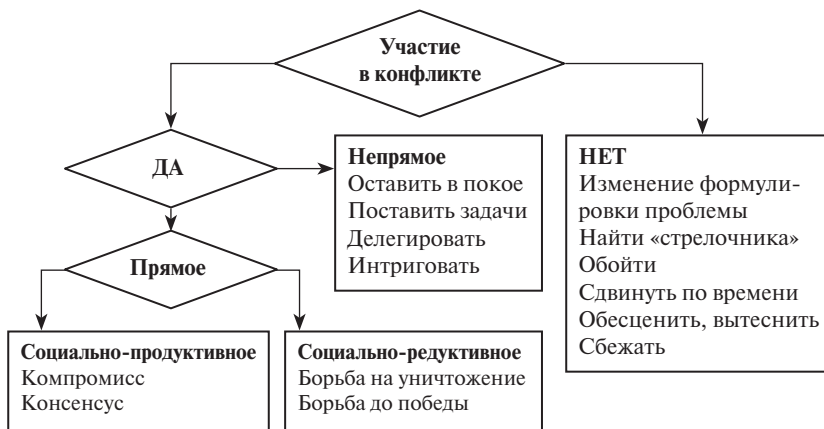 Участие
в конфликте
ДА
Непрямое
Оставить в покое
Поставить задачи
Делегировать
Интриговать
НЕТ
Изменение формули-
ровки проблемы
Найти «стрелочника»
Обойти
Сдвинуть по времени
Обесценить, вытеснить
Сбежать
Прямое
Социально-продуктивное
Компромисс
Консенсус
Социально-редуктивное
Борьба на уничтожение
Борьба до победы